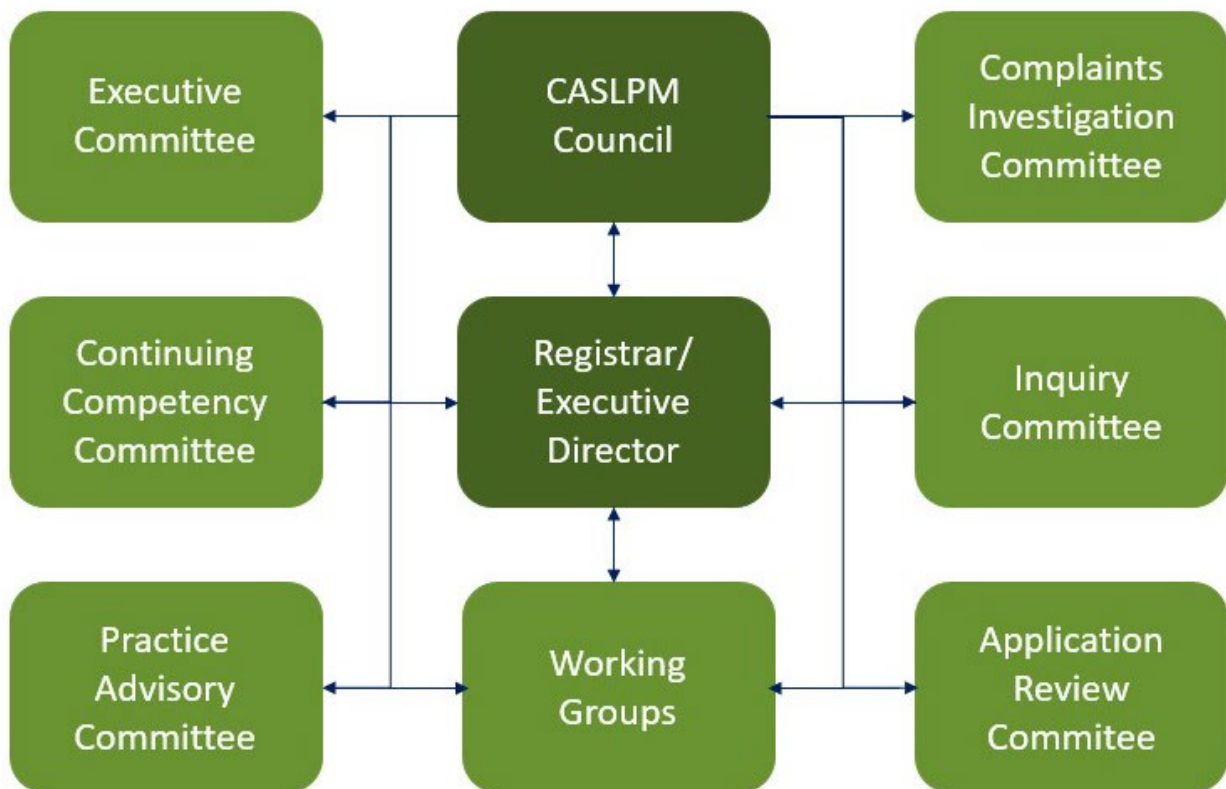 Executive
Committee
CASLPM
Council
Complaints
Investigation
Committee
Continuing
Competency
Committee
Registrar/
Executive
Director
Inquiry
Committee
Practice
Advisory
Committee
Working
Groups
Application
Review
Commitee